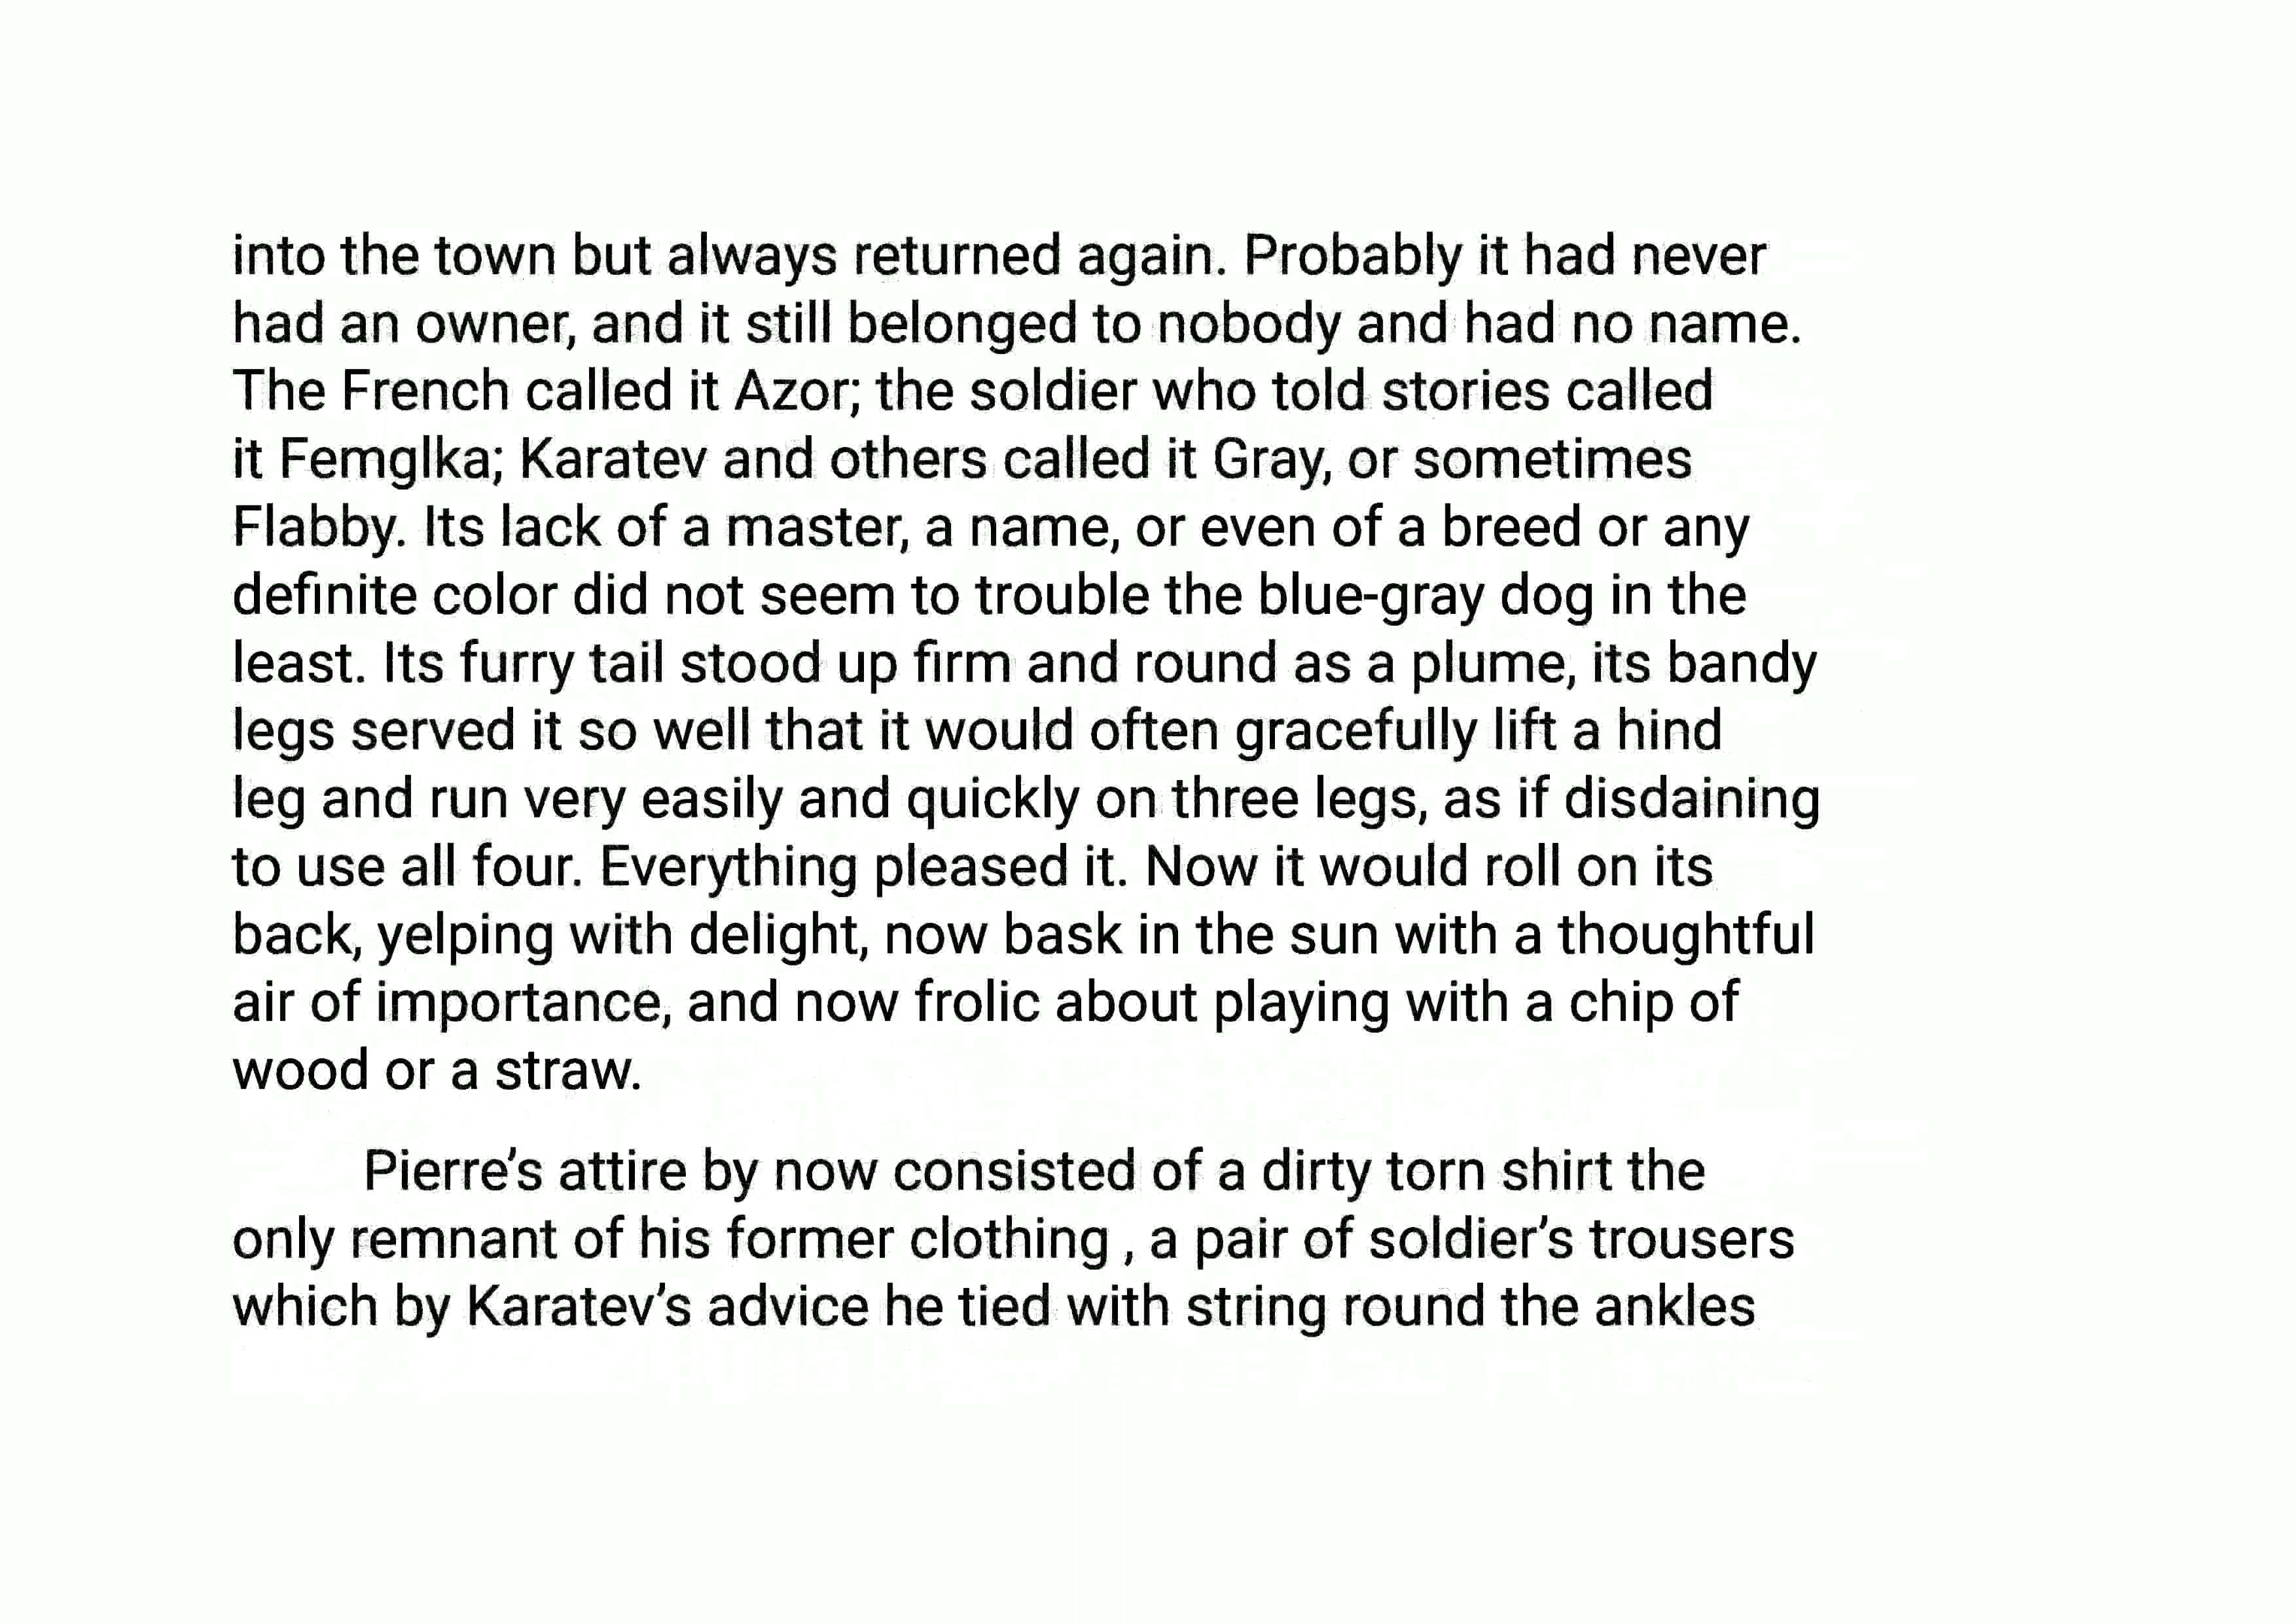 into the town but always returned again. Probably it had never
had an owner, and it still belonged to nobody and had no name.
The French called it Azor; the soldier who told stories called
it Femglka; Karatev and others called it Gray, or sometimes
Flabby. Its lack of a master, a name, or even of a breed or any
definite color did not seem to trouble the blue-gray dog in the
least. Its furry tail stood up firm and round as a plume, its bandy
legs served it so well that it would often gracefully lift a hind
leg and run very easily and quickly on three legs, as if disdaining
to use all four. Everything pleased it. Now it would roll on its
back, yelping with delight, now bask in the sun with a thoughtful
air of importance, and now frolic about playing with a chip of
wood or a straw.
Pierre’s attire by now consisted of a dirty torn shirt the
only remnant of his former clothing , a pair of soldier’s trousers
which by Karatev’s advice he tied with string round the ankles